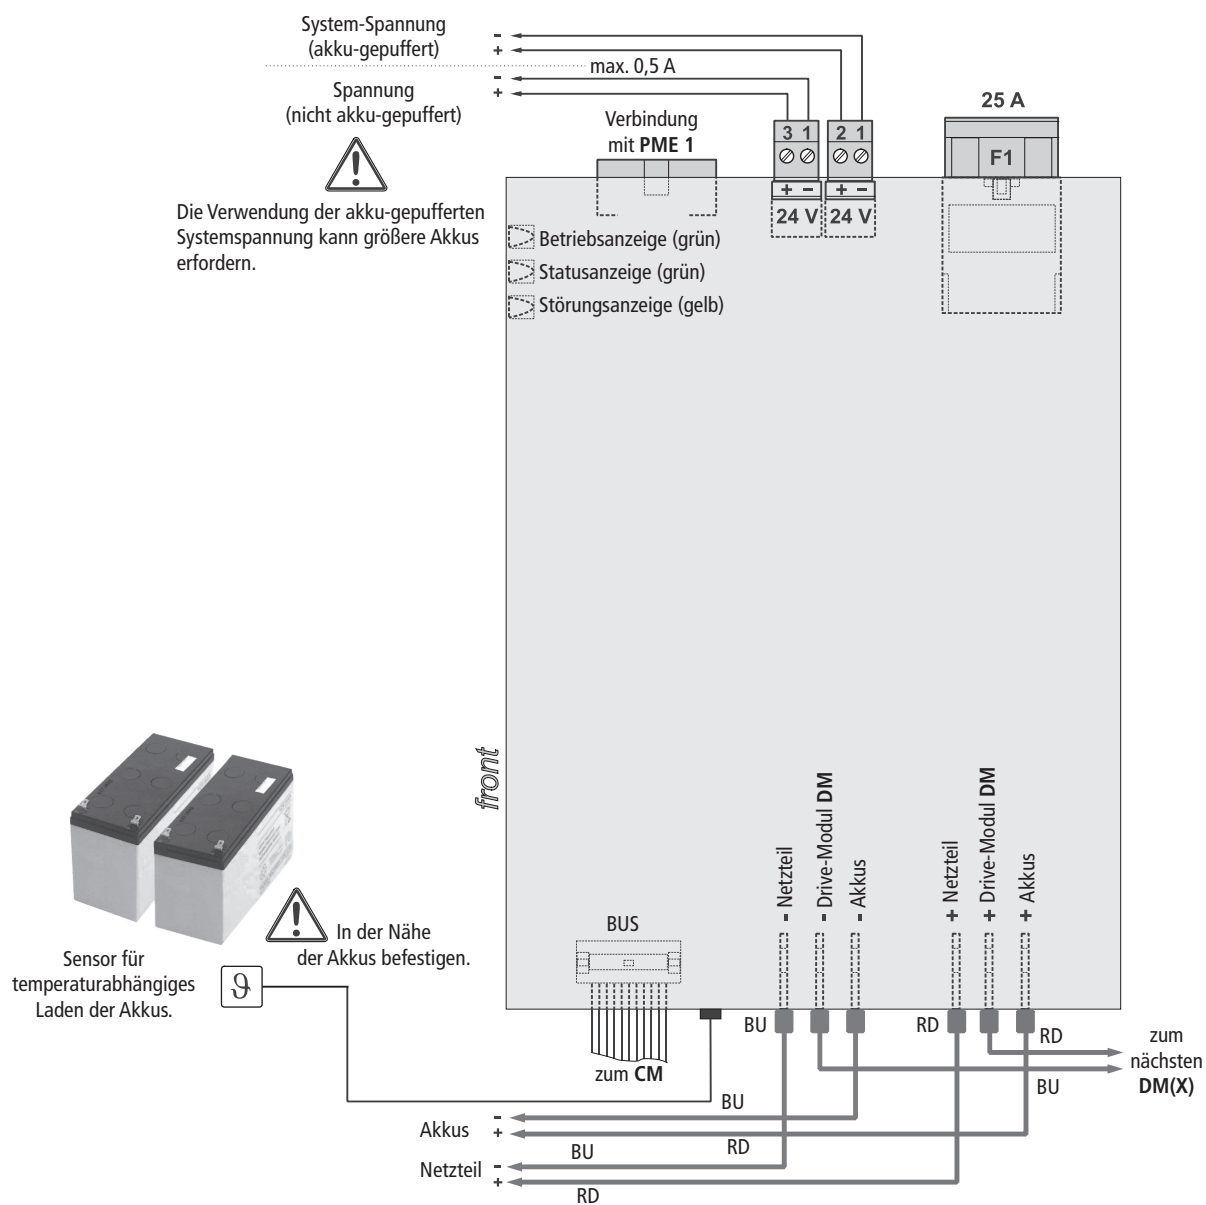 System-Spannung
(akku-gepuffert)
-
+
max. 0,5 A
Spannung
(nicht akku-gepuffert)
-
+
Die Verwendung der akku-gepufferten
Systemspannung kann größere Akkus
erfordern.
Verbindung
mit PME 1
3 1 2 1
+ - + -
24 V 24 V
25 A
F1
Betriebsanzeige (grün)
Statusanzeige (grün)
Störungsanzeige (gelb)
front
- Netzteil
- Drive-Modul DM
- Akkus
+ Netzteil
+ Drive-Modul DM
+ Akkus
BUS
zum CM
In der Nähe
der Akkus befestigen.
Sensor für
temperaturabhängiges
Laden der Akkus.
ϑ
BU
RD
RD
BU
zum
nächsten
DM(X)
Akkus
-
+
BU
RD
Netzteil
-
+
BU
RD